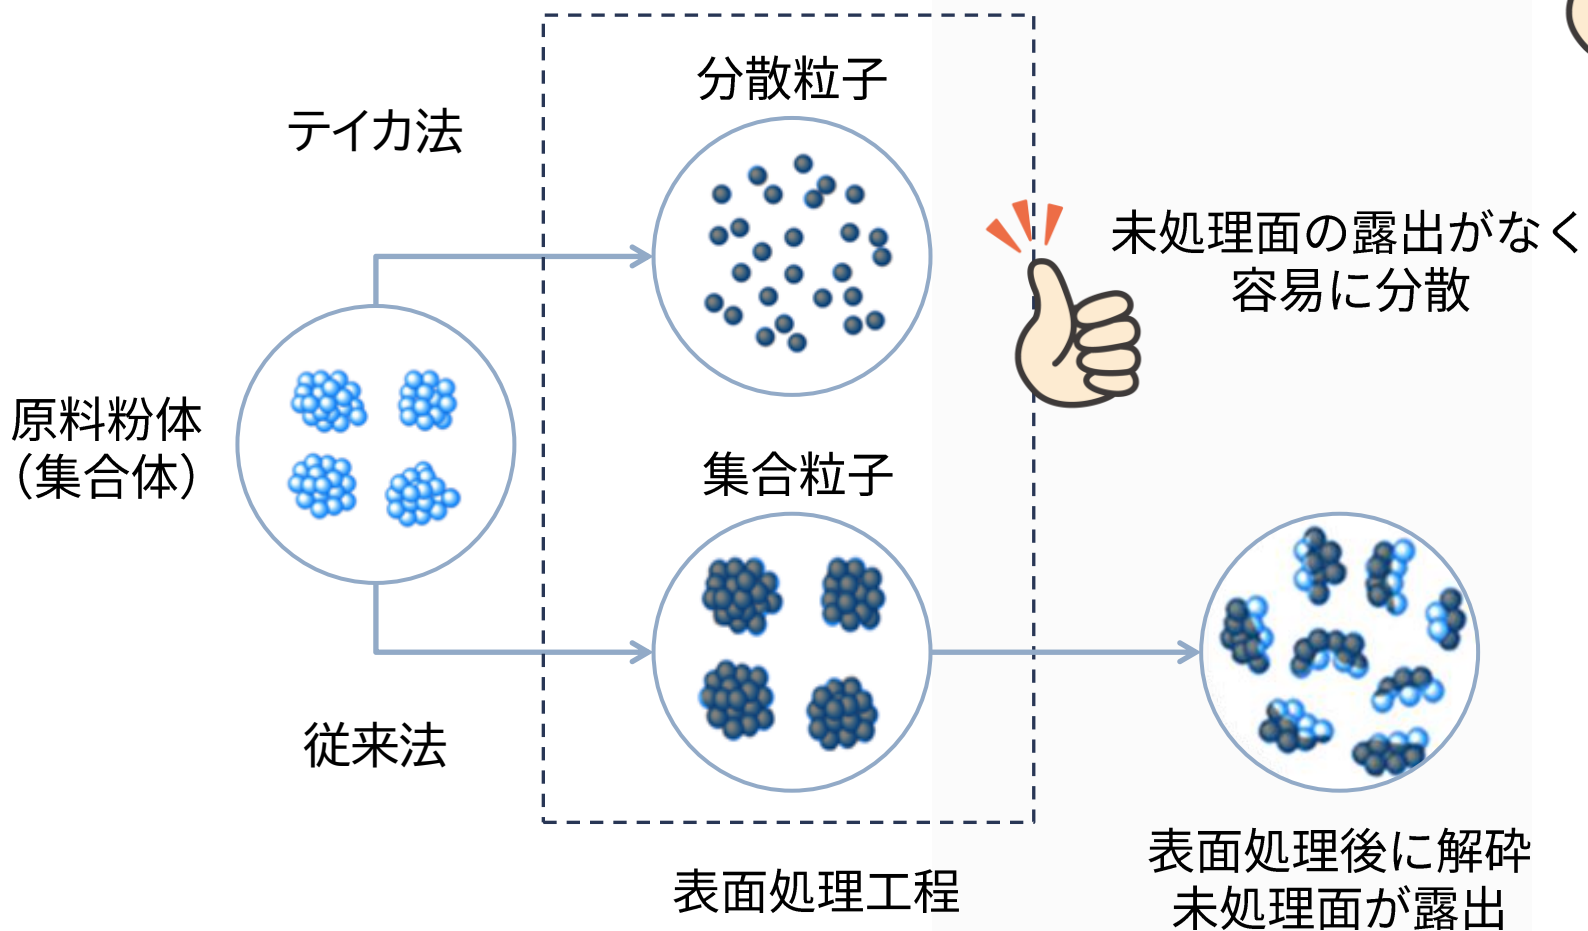 分散粒子
テイカ法
未処理面の露出がなく
容易に分散
原料粉体
（集合体）
集合粒子
従来法
表面処理工程
表面処理後に解砕
未処理面が露出